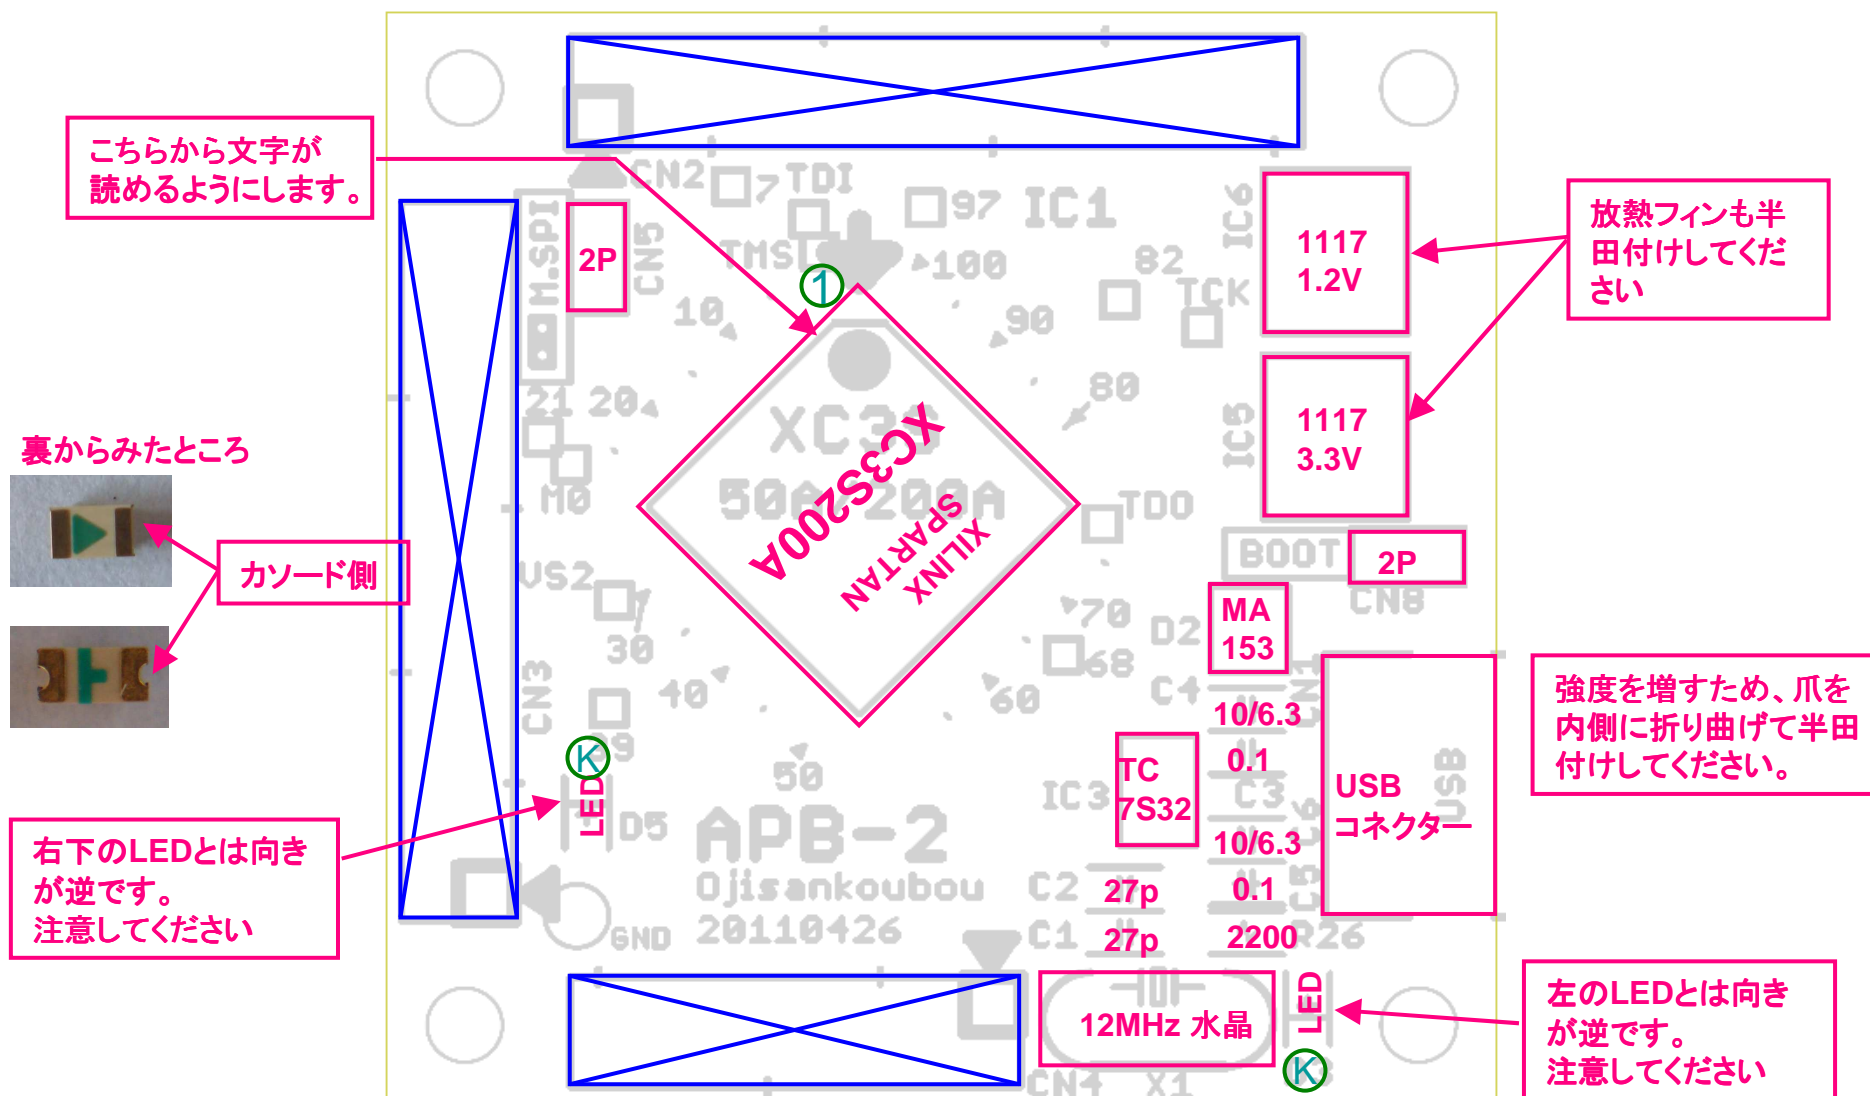 こちらから文字が
読めるようにします。
CN2
7
TDI
97
IC1
IC6
1117
1.2V
放熱フィンも半
田付けしてくだ
さい
M.SPI
2P
CN5
TMS
1
100
82
TCK
10
90
21
20
80
XC3S
50A/200A
XC3S200A
XILINX
SPARTAN
IC5
1117
3.3V
裏からみたところ
M0
TDO
BOOT
2P
CN8
カソード側
VS2
30
70
68
D2
MA
153
CN3
40
60
C4
10/6.3
CN1
0.1
強度を増すため、爪を
内側に折り曲げて半田
付けしてください。
K
LED
D5
50
IC3
TC
7S32
C3
USB
コネクター
USB
APB-2
10/6.3
右下のLEDとは向き
が逆です。
注意してください
Ojisankoubou
20110426
C2
27p
0.1
C5
GND
C1
27p
2200
R26
12MHz 水晶
LED
K
CN4
X1
左のLEDとは向き
が逆です。
注意してください